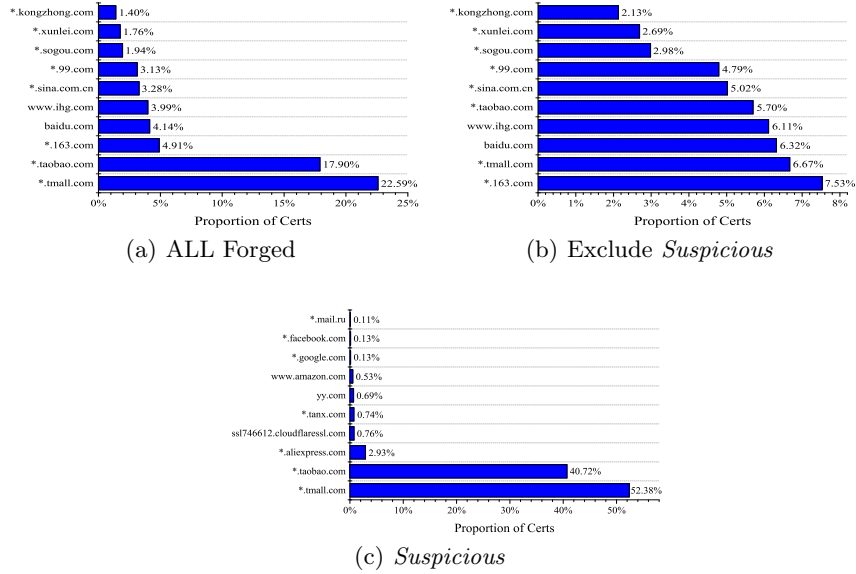 *.kongzhong.com 1.40%
*.xunlei.com 1.76%
*.sogou.com 1.94%
*.99.com 3.13%
*.sina.com.cn 3.28%
www.ihg.com 3.99%
baidu.com 4.14%
*.163.com 4.91%
*.taobao.com 17.90%
*.tmall.com 22.59%
0% 5% 10% 15% 20% 25%
Proportion of Certs
(a) ALL Forged
*.kongzhong.com 2.13%
*.xunlei.com 2.69%
*.sogou.com 2.98%
*.99.com 4.79%
*.sina.com.cn 5.02%
*.taobao.com 5.70%
www.ihg.com 6.11%
baidu.com 6.32%
*.tmall.com 6.67%
*.163.com 7.53%
0% 1% 2% 3% 4% 5% 6% 7% 8%
Proportion of Certs
(b) Exclude Suspicious
*.mail.ru 0.11%
*.facebook.com 0.13%
*.google.com 0.13%
www.amazon.com 0.53%
yy.com 0.69%
*.tanx.com 0.74%
ssl746612.cloudflaressl.com 0.76%
*.aliexpress.com 2.93%
*.taobao.com 40.72%
*.tmall.com 52.38%
0% 10% 20% 30% 40% 50%
Proportion of Certs
(c) Suspicious